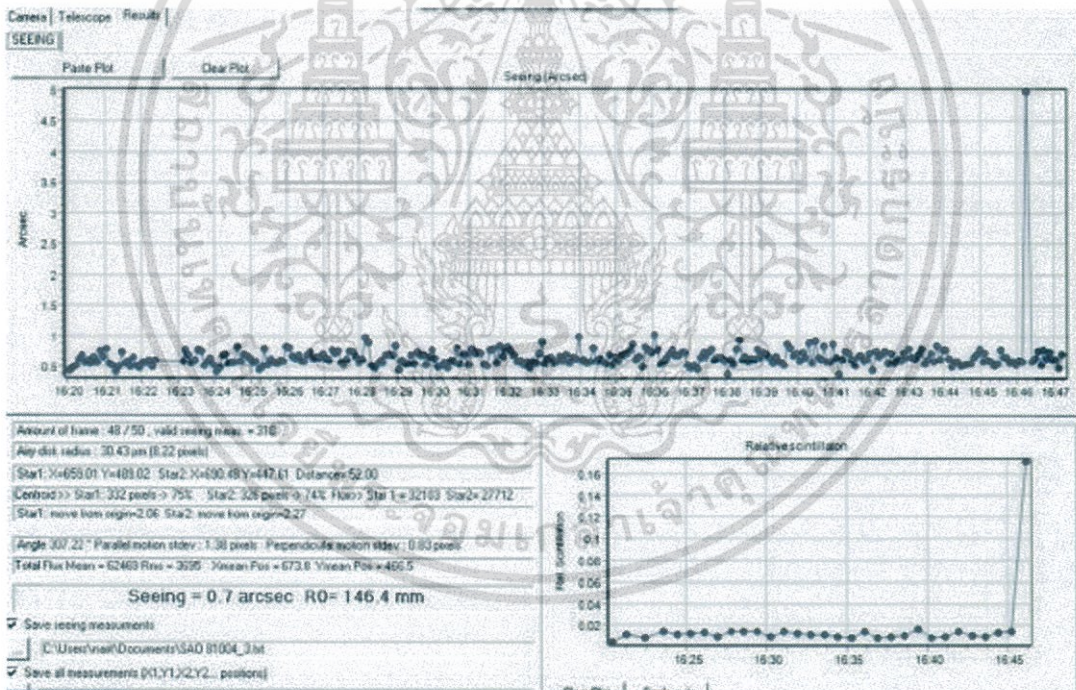 Camera | Telescope Results
SEEING
Paste Plot Clear Plot
Seeing (Arcsec)
Arcsec
5
4.5
4
3.5
3
2.5
2
1.5
1
0.5
16:20 16:21 16:22 16:23 16:24 16:25 16:26 16:27 16:28 16:29 16:30 16:31 16:32 16:33 16:34 16:35 16:36 16:37 16:38 16:39 16:40 16:41 16:42 16:43 16:44 16:45 16:46 16:47
Amount of frame : 48 / 50 , valid seeing meas. = 318
Airy disk radius : 30.43 µm (8.22 pixels)
Star1: X=659.01 Y=489.02 Star2: X=690.48 Y=447.61 Distance=52.00
Centroid >> Star1: 332 pixels -> 75% Star2: 326 pixels -> 74% Flux>> Star 1 = 32183 Star2= 27712
Star1: move from origin=2.06 Star2: move from origin=2.27
Angle 307.22 ° Parallel motion stdev : 1.38 pixels : Perpendicular motion stdev : 0.83 pixels
Total Flux Mean = 62469 Rms = 3695 Xmean Pos = 673.8 Ymean Pos = 466.5
Seeing = 0.7 arcsec R0= 146.4 mm
Save seeing measurments
... C:\Users\visit\Documents\SAO 81004_3.txt
Save all measurements (X1,Y1,X2,Y2... positions)
Relative scintillation
Rel. Scintillation
0.16
0.14
0.12
0.1
0.08
0.06
0.04
0.02
16:25 16:30 16:35 16:40 16:45